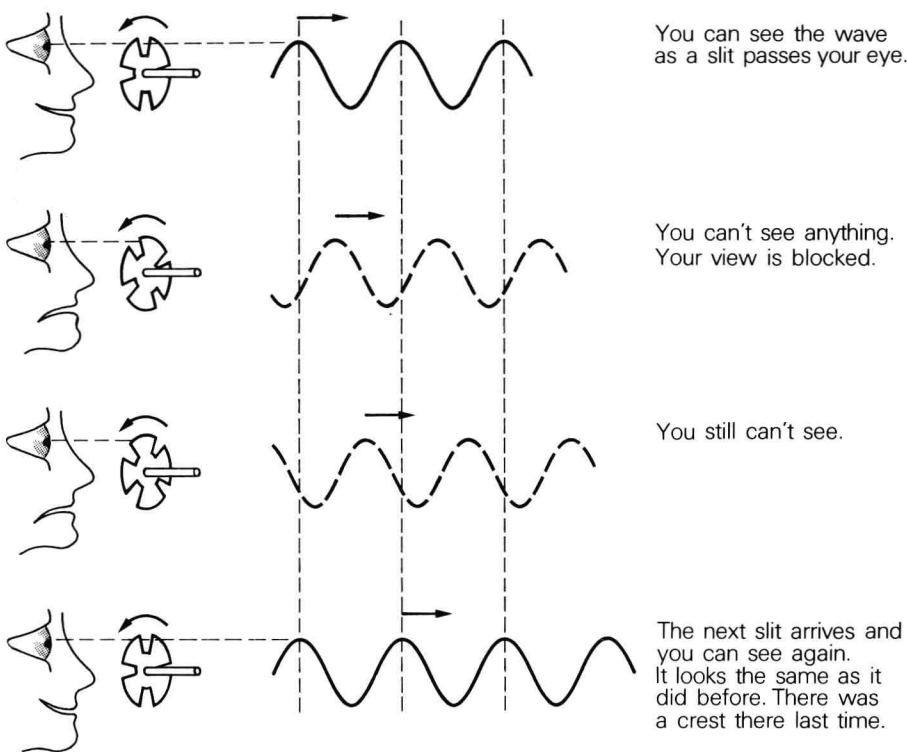 You can see the wave
as a slit passes your eye.
You can't see anything.
Your view is blocked.
You still can't see.
The next slit arrives and
you can see again.
It looks the same as it
did before. There was
a crest there last time.